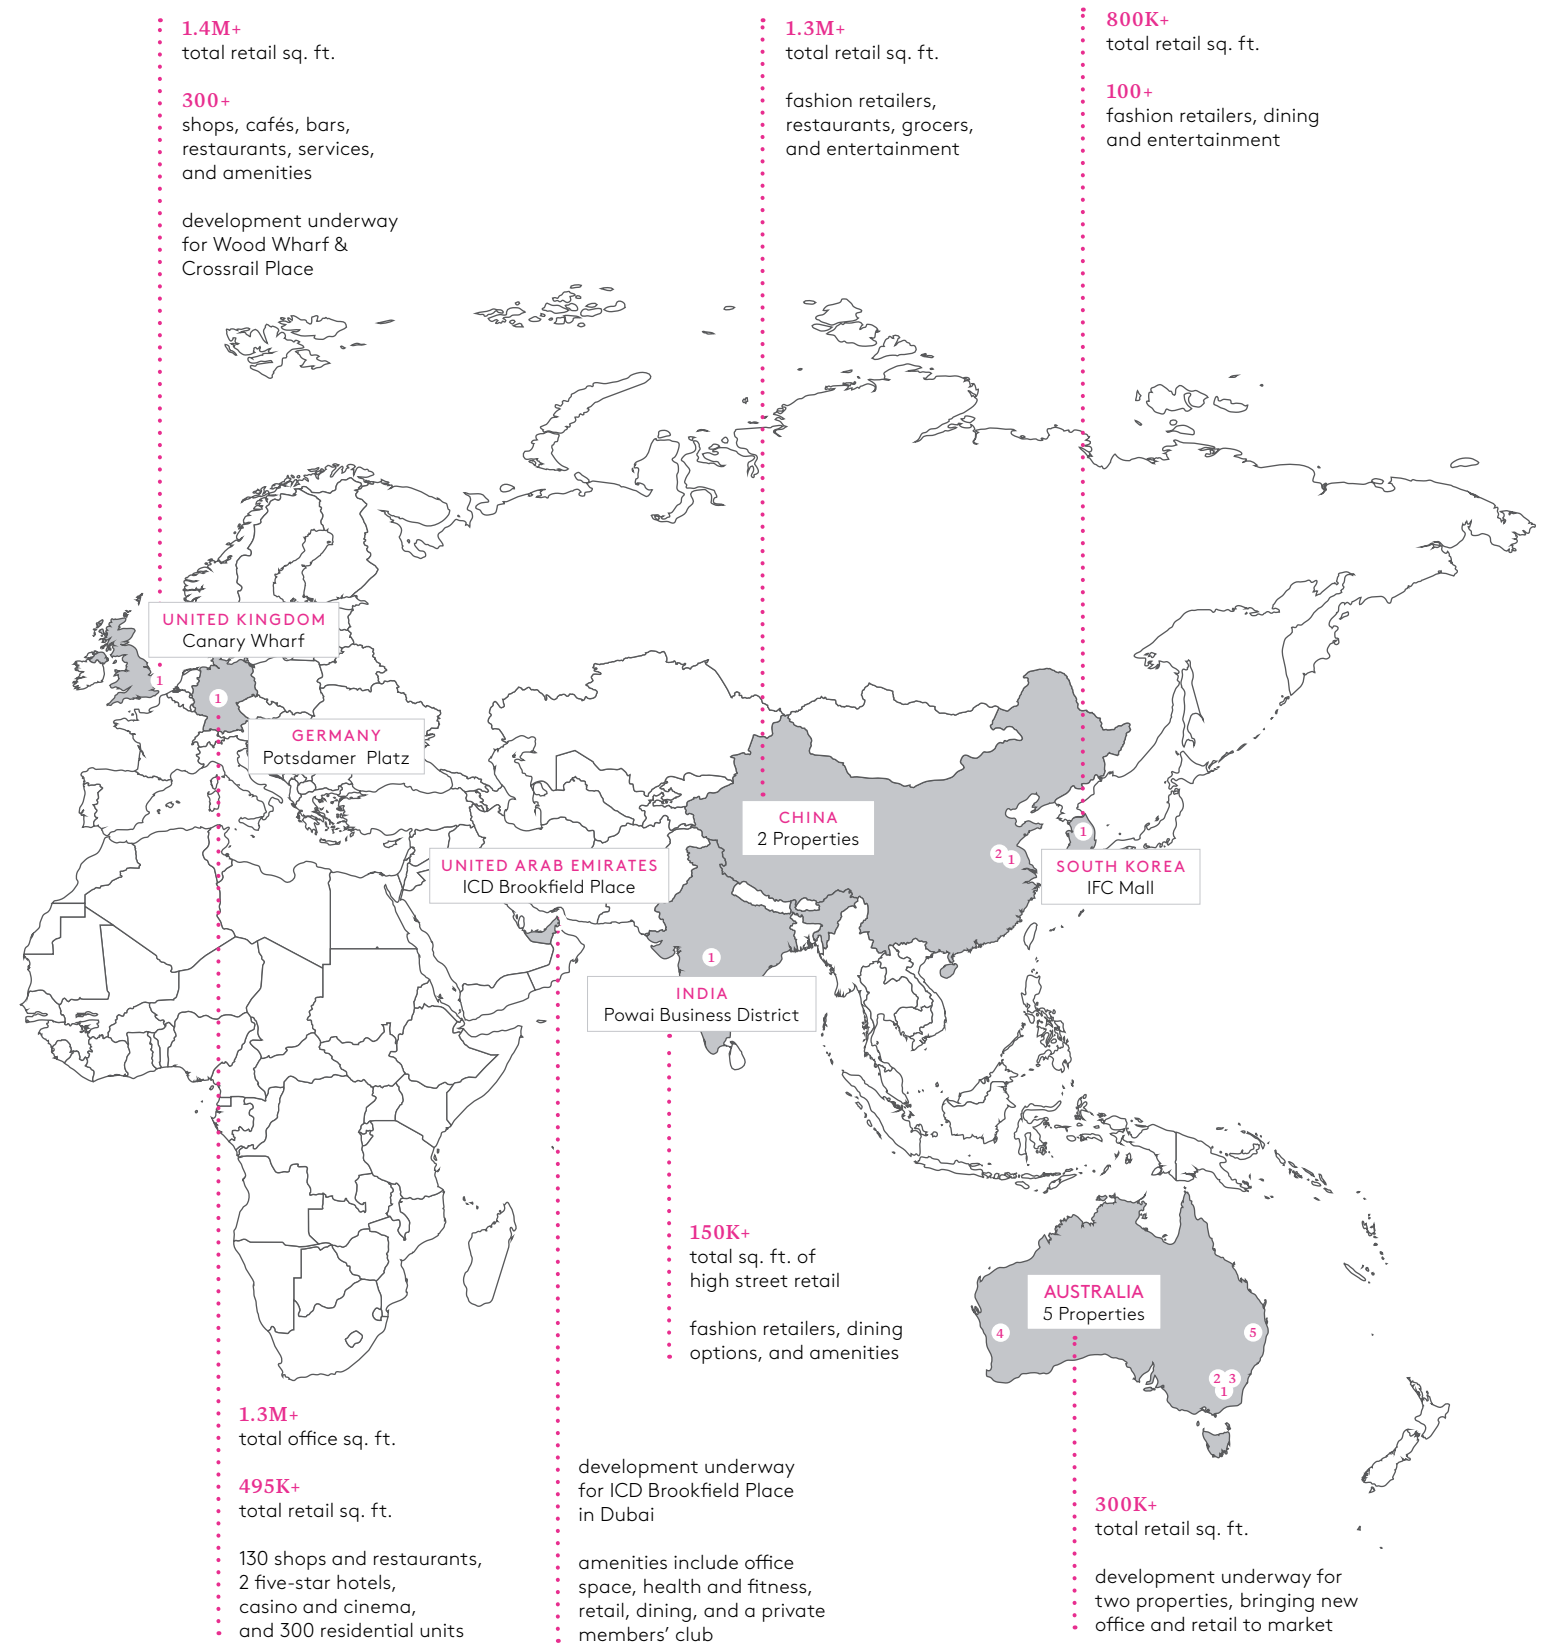 1.4M+
total retail sq. ft.
300+
shops, cafés, bars,
restaurants, services,
and amenities
development underway
for Wood Wharf &
Crossrail Place
1.3M+
total retail sq. ft.
fashion retailers,
restaurants, grocers,
and entertainment
800K+
total retail sq. ft.
100+
fashion retailers, dining
and entertainment
UNITED KINGDOM
Canary Wharf
1
1
GERMANY
Potsdamer Platz
CHINA
2 Properties
2
1
1
SOUTH KOREA
IFC Mall
UNITED ARAB EMIRATES
ICD Brookfield Place
1
INDIA
Powai Business District
150K+
total sq. ft. of
high street retail
fashion retailers, dining
options, and amenities
AUSTRALIA
5 Properties
4
5
2
3
1
1.3M+
total office sq. ft.
495K+
total retail sq. ft.
130 shops and restaurants,
2 five-star hotels,
casino and cinema,
and 300 residential units
development underway
for ICD Brookfield Place
in Dubai
amenities include office
space, health and fitness,
retail, dining, and a private
members’ club
300K+
total retail sq. ft.
development underway for
two properties, bringing new
office and retail to market